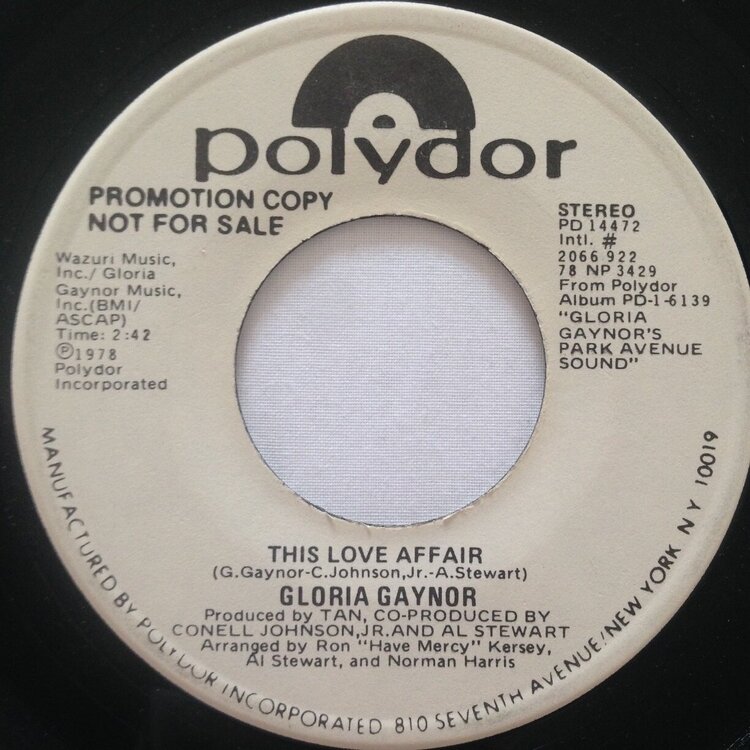 polydor
PROMOTION COPY
NOT FOR SALE
Wazuri Music,
Inc./ Gloria
Gaynor Music,
Inc.(BMI/
ASCAP)
Time: 2:42
Ⓟ1978
Polydor
Incorporated
STEREO
PD 14472
Intl. #
2066 922
78 NP 3429
From Polydor
Album PD-1-6139
"GLORIA
GAYNOR'S
PARK AVENUE
SOUND"
THIS LOVE AFFAIR
(G.Gaynor-C.Johnson,Jr.-A.Stewart)
GLORIA GAYNOR
Produced by TAN, CO-PRODUCED BY
CONELL JOHNSON,JR.AND AL STEWART
Arranged by Ron "Have Mercy" Kersey,
Al Stewart, and Norman Harris
MANUFACTURED BY POLYDOR INCORPORATED 810 SEVENTH AVENUE/NEW YORK NY 10019